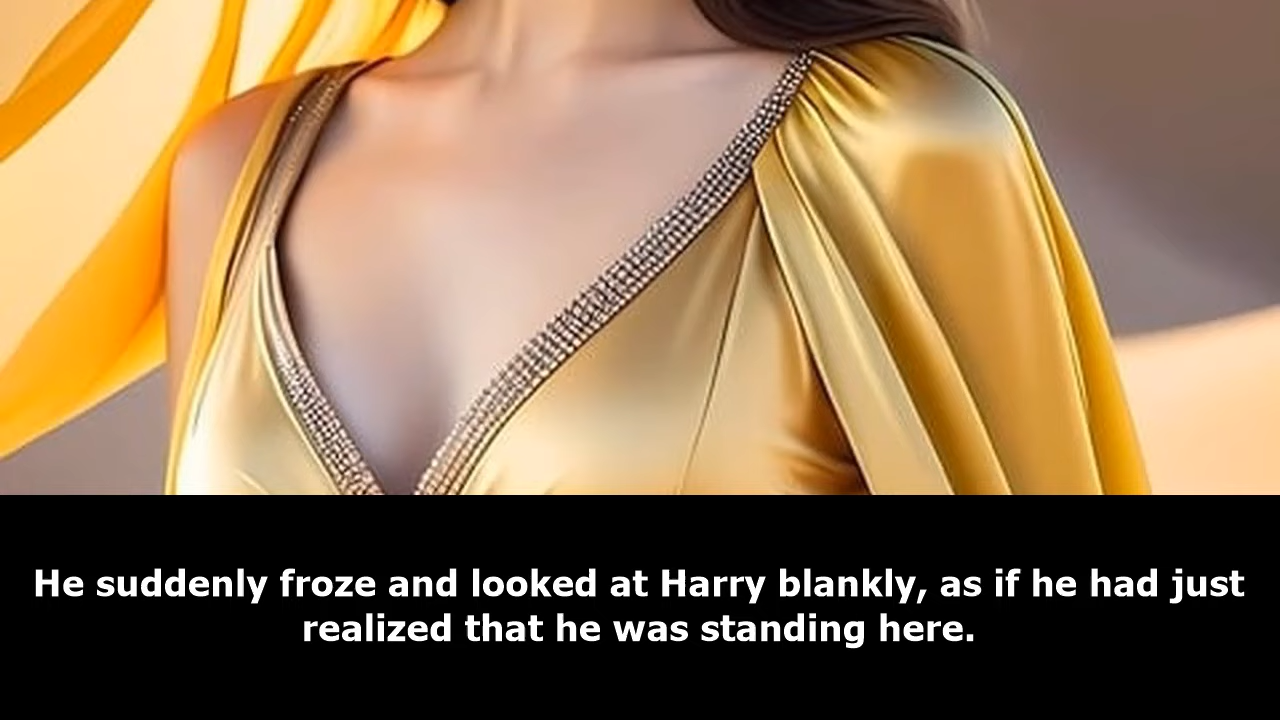 He suddenly froze and looked at Harry blankly, as if he had just
realized that he was standing here.